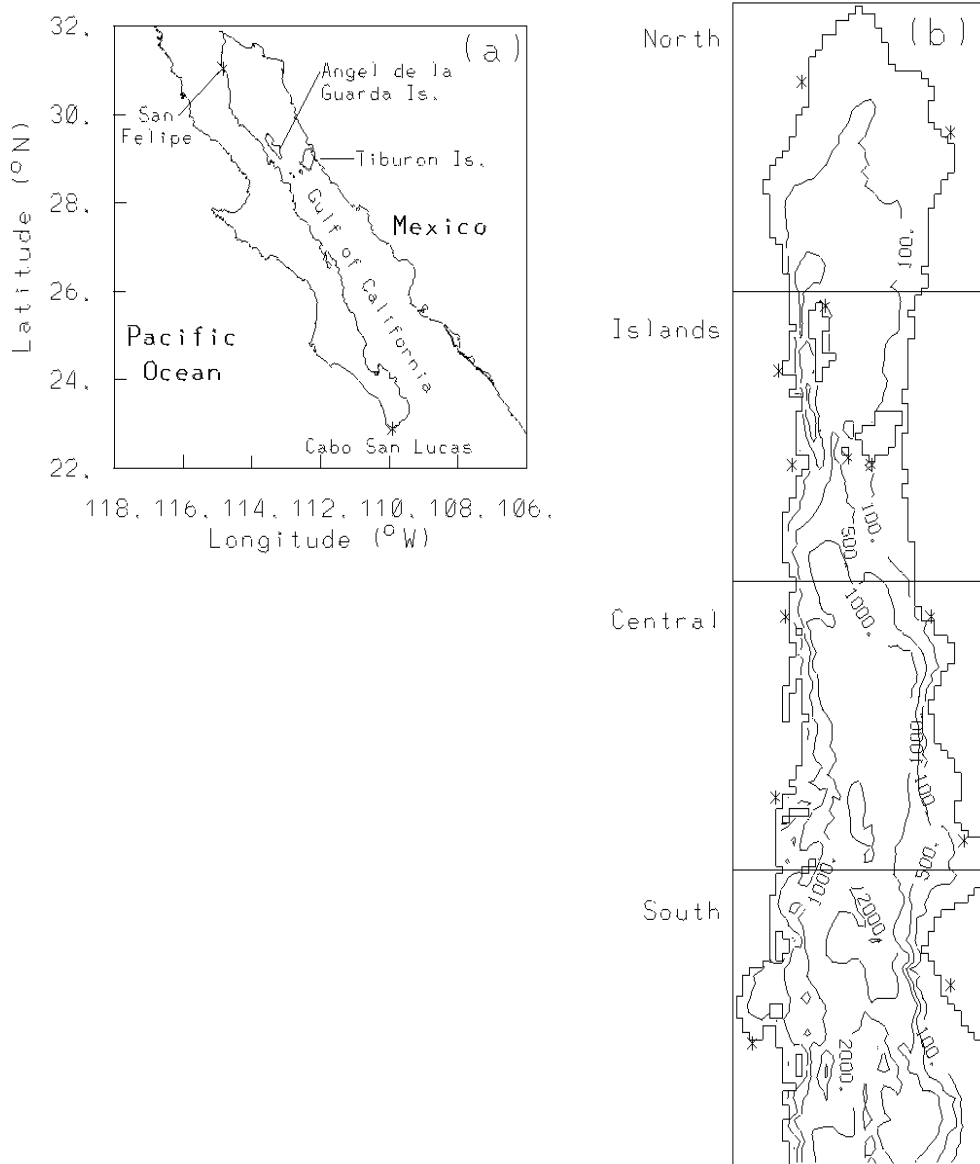 (a)
32.
30.
28.
26.
24.
22.
Latitude (°N)
118. 116. 114. 112. 110. 108. 106.
Longitude (°W)
Angel de la
Guarda Is.
San
Felipe
Tiburon Is.
Gulf of California
Mexico
Pacific
Ocean
Cabo San Lucas
(b)
North
100.
Islands
100.
500.
Central
1000.
1000.
100.
500.
1000.
South
2000.
100.
2000.